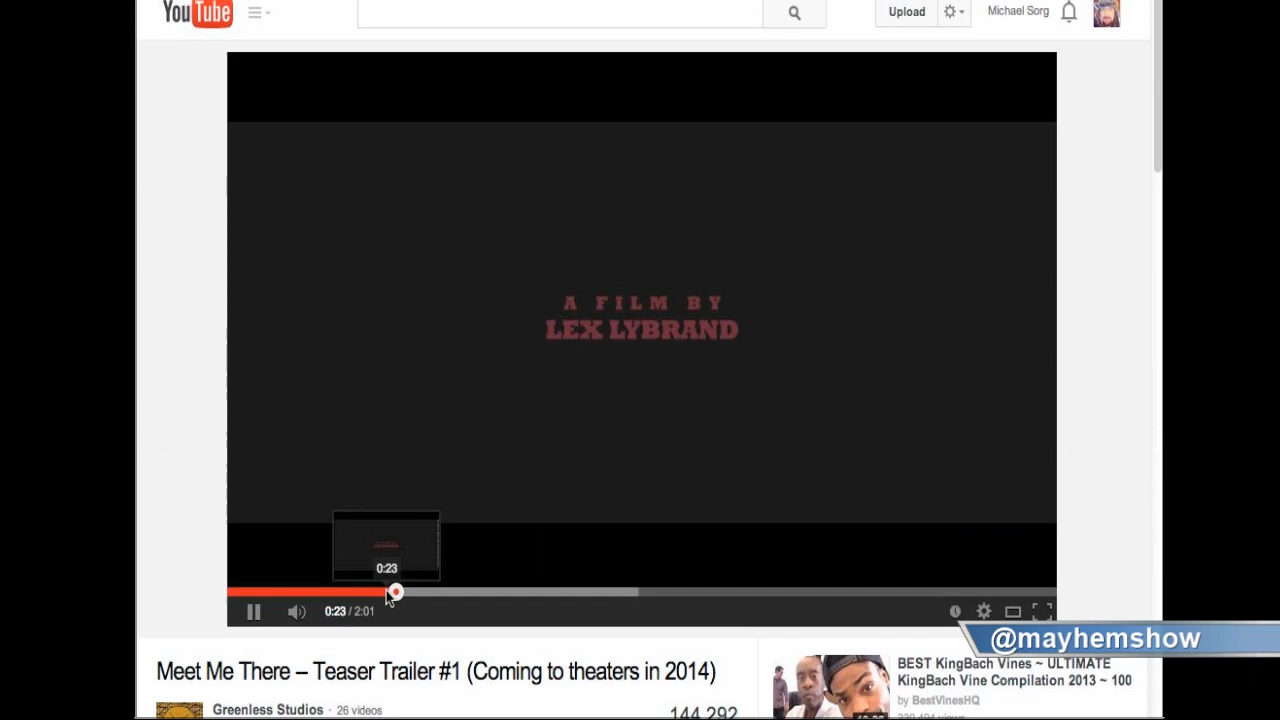 YouTube
Upload
Michael Sorg
A FILM BY
LEX LYBRAND
0:23
0:23 / 2:01
@mayhemshow
Meet Me There – Teaser Trailer #1 (Coming to theaters in 2014)
Greenless Studios · 26 videos
144,292
BEST KingBach Vines ~ ULTIMATE
KingBach Vine Compilation 2013 ~ 100
by BestVinesHQ